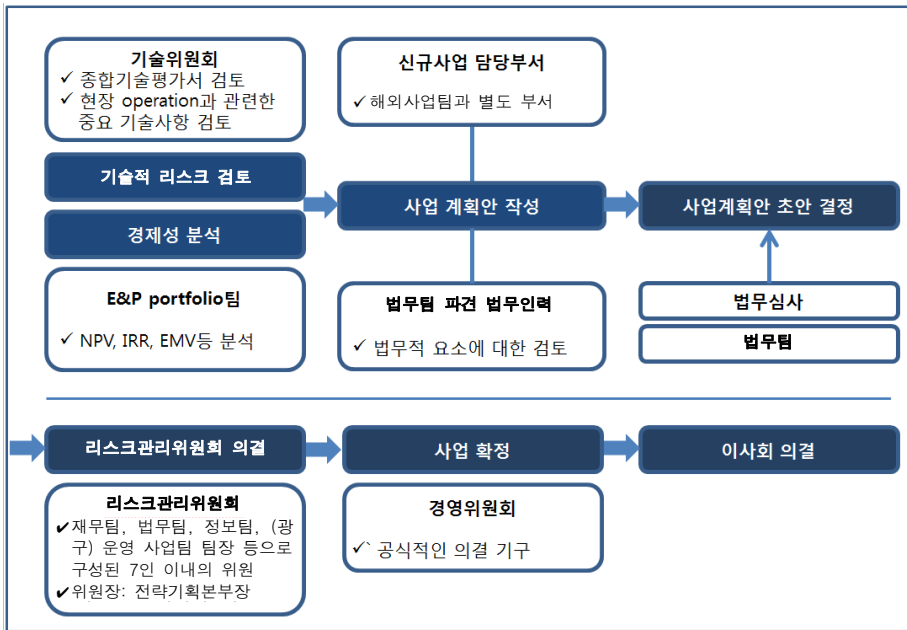 기술위원회
✓ 종합기술평가서 검토
✓ 현장 operation과 관련한
중요 기술사항 검토
신규사업 담당부서
✓ 해외사업팀과 별도 부서
기술적 리스크 검토
경제성 분석
사업 계획안 작성
사업계획안 초안 결정
E&P portfolio팀
✓ NPV, IRR, EMV등 분석
법무팀 파견 법무인력
✓ 법무적 요소에 대한 검토
법무심사
법무팀
리스크관리위원회 의결
사업 확정
이사회 의결
리스크관리위원회
✔재무팀, 법무팀, 정보팀, (광
구) 운영 사업팀 팀장 등으로
구성된 7인 이내의 위원
✔위원장: 전략기획본부장
경영위원회
✓` 공식적인 의결 기구